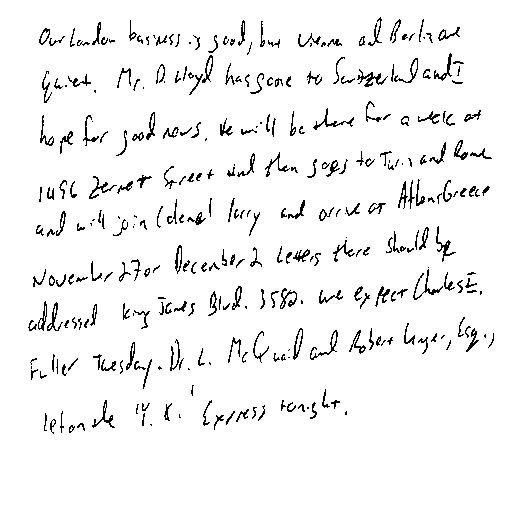 Our London business is good, but Vienna and Berlin are
quiet. Mr. D. Lloyd has gone to Switzerland and I
hope for good news. He will be there for a week at
1496 Zermott Street and then goes to Turin and Rome
and will join Colonel Parry and arrive at Athens Greece
November 27 or December 2. Letters there should be
addressed King James Blvd. 3580. We expect Charles E.
Fuller Tuesday. Dr. L. McQuaid and Robert Unger, Esq.,
left on the "Y. X." Express tonight.